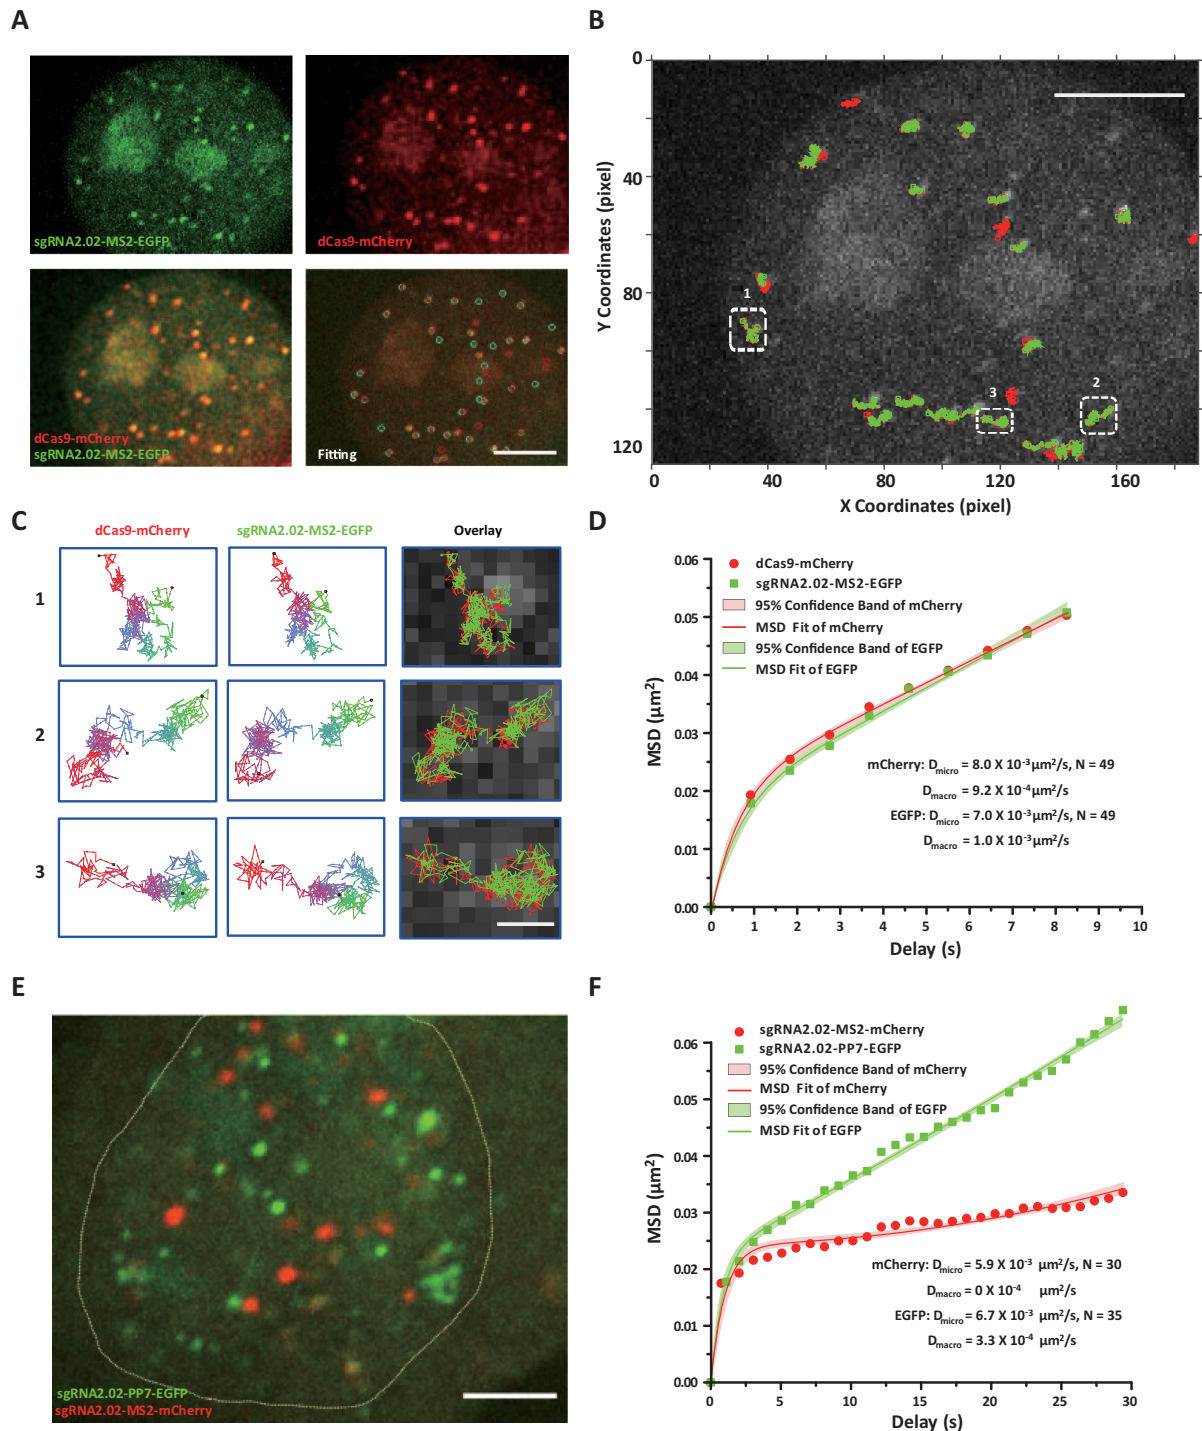 A
sgRNA2.02-MS2-EGFP
dCas9-mCherry
dCas9-mCherry
sgRNA2.02-MS2-EGFP
Fitting
B
0
40
80
120
Y Coordinates (pixel)
1
2
3
40
80
120
160
X Coordinates (pixel)
C
dCas9-mCherry
sgRNA2.02-MS2-EGFP
Overlay
1
2
3
D
0.06
0.05
0.04
0.03
0.02
0.01
0.00
MSD (μm²)
dCas9-mCherry
sgRNA2.02-MS2-EGFP
95% Confidence Band of mCherry
MSD Fit of mCherry
95% Confidence Band of EGFP
MSD Fit of EGFP
mCherry: Dmicro = 8.0 X 10⁻³μm²/s, N = 49
Dmacro = 9.2 X 10⁻⁴μm²/s
EGFP: Dmicro = 7.0 X 10⁻³μm²/s, N = 49
Dmacro = 1.0 X 10⁻³μm²/s
0 1 2 3 4 5 6 7 8 9 10
Delay (s)
E
sgRNA2.02-PP7-EGFP
sgRNA2.02-MS2-mCherry
F
0.06
0.05
0.04
0.03
0.02
0.01
0.00
MSD (μm²)
sgRNA2.02-MS2-mCherry
sgRNA2.02-PP7-EGFP
95% Confidence Band of mCherry
MSD Fit of mCherry
95% Confidence Band of EGFP
MSD Fit of EGFP
mCherry: Dmicro = 5.9 X 10⁻³ μm²/s, N = 30
Dmacro = 0 X 10⁻⁴ μm²/s
EGFP: Dmicro = 6.7 X 10⁻³ μm²/s, N = 35
Dmacro = 3.3 X 10⁻⁴ μm²/s
0 5 10 15 20 25 30
Delay (s)